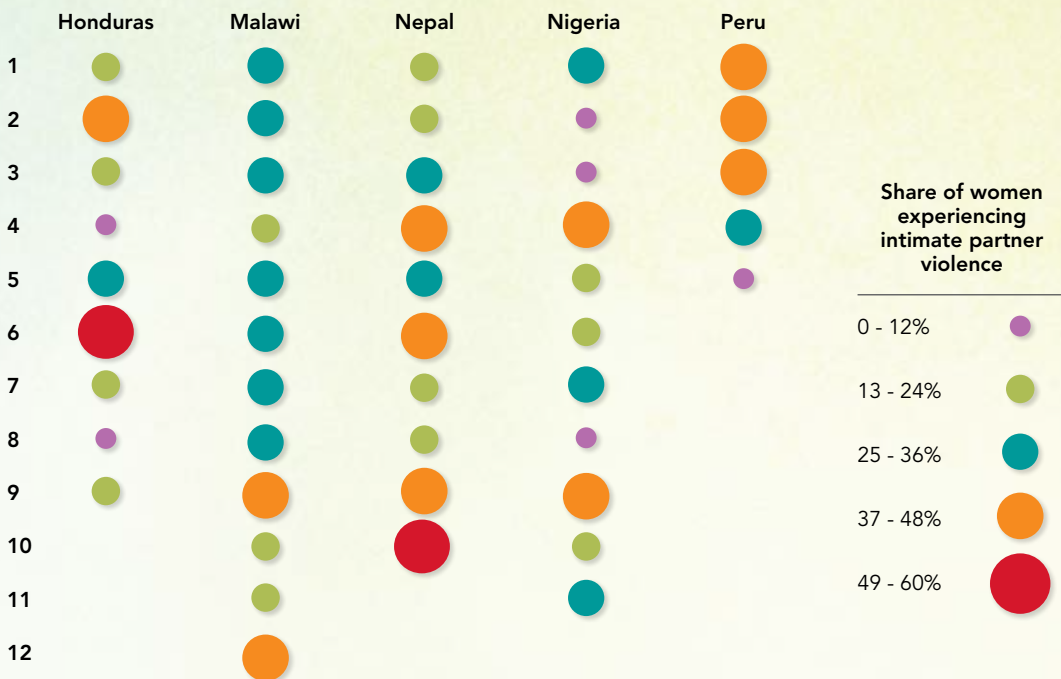 Honduras Malawi Nepal Nigeria Peru
1
2
3
4
5
6
7
8
9
10
11
12
Share of women
experiencing
intimate partner
violence
0 - 12%
13 - 24%
25 - 36%
37 - 48%
49 - 60%